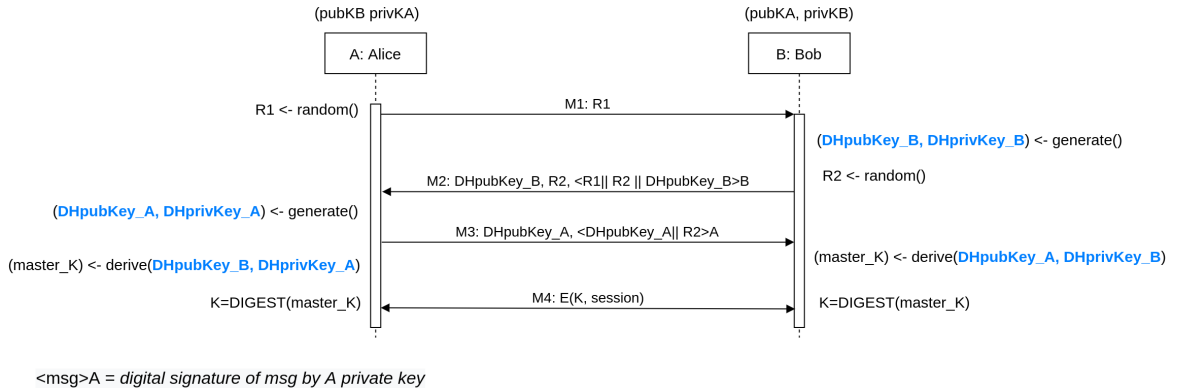 (pubKB privKA)
(pubKA, privKB)
A: Alice
B: Bob
R1 <- random()
M1: R1
(DHpubKey_B, DHprivKey_B) <- generate()
R2 <- random()
M2: DHpubKey_B, R2, <R1|| R2 || DHpubKey_B>B
(DHpubKey_A, DHprivKey_A) <- generate()
M3: DHpubKey_A, <DHpubKey_A|| R2>A
(master_K) <- derive(DHpubKey_B, DHprivKey_A)
(master_K) <- derive(DHpubKey_A, DHprivKey_B)
K=DIGEST(master_K)
M4: E(K, session)
K=DIGEST(master_K)
<msg>A = digital signature of msg by A private key